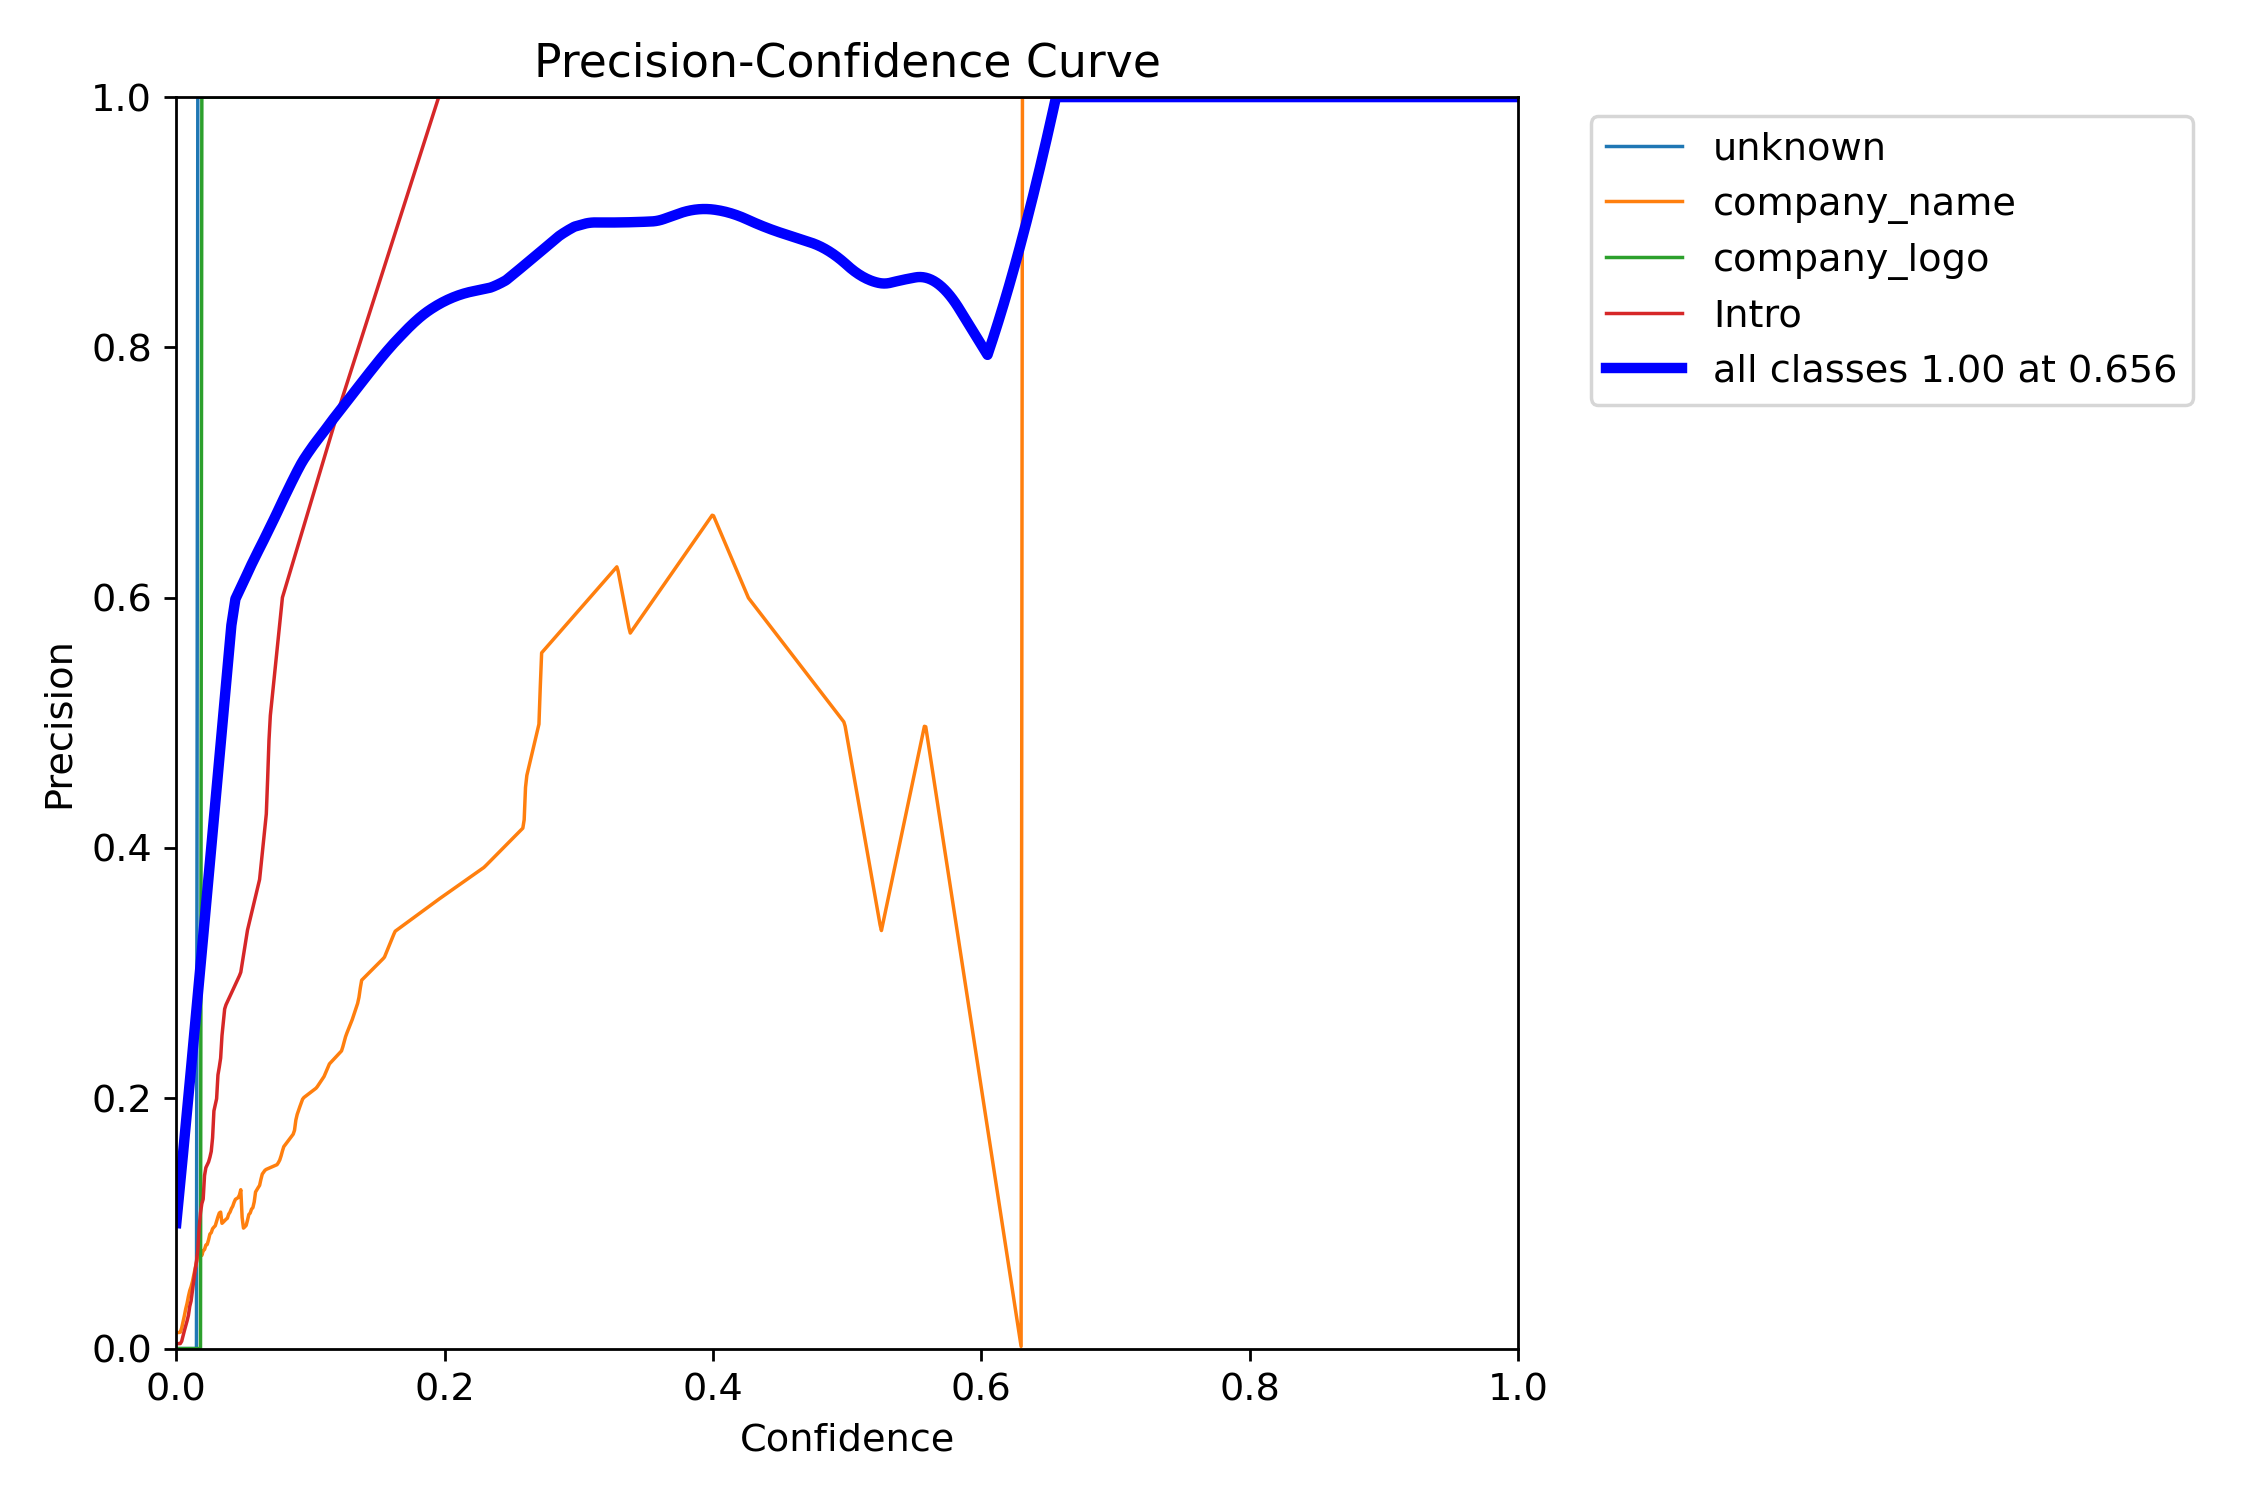 Precision-Confidence Curve
1.0
0.8
0.6
0.4
0.2
0.0
Precision
0.0 0.2 0.4 0.6 0.8 1.0
Confidence
unknown
company_name
company_logo
Intro
all classes 1.00 at 0.656